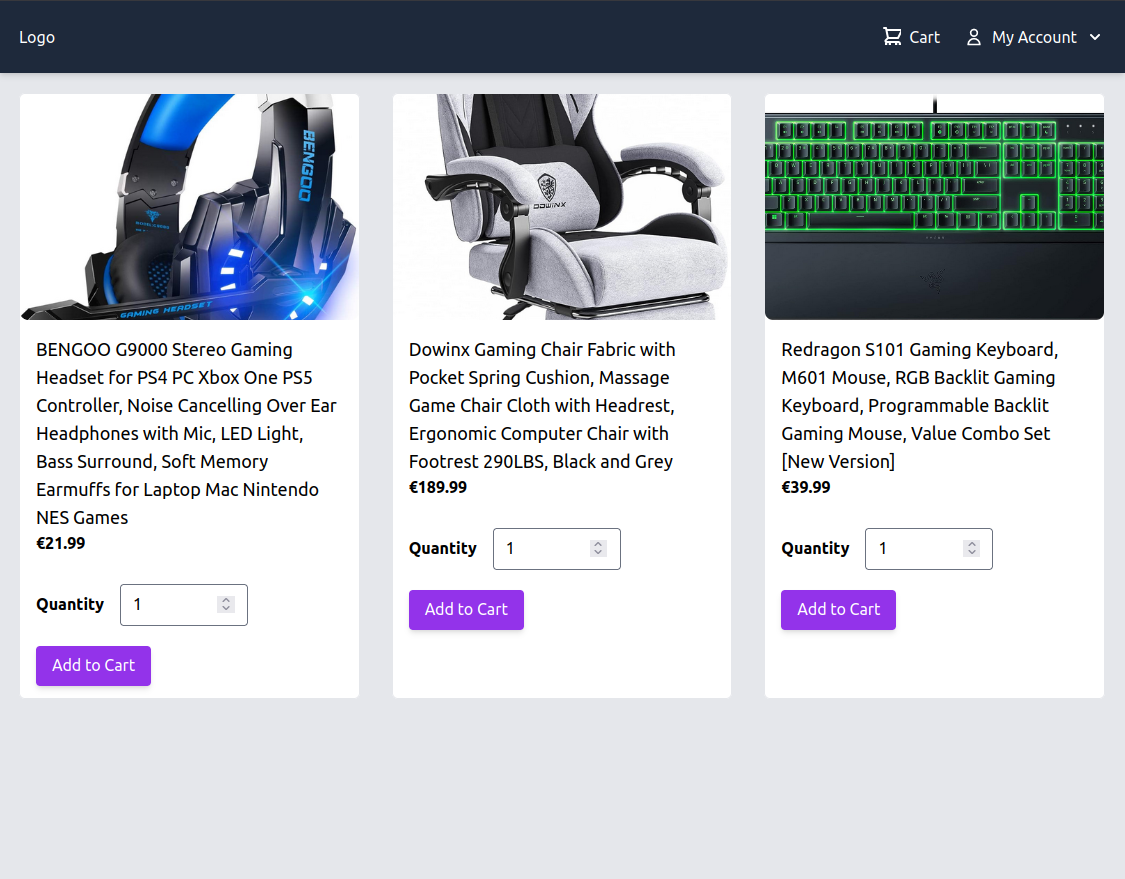 Logo
Cart
My Account
BENGOO
GAMING HEADSET
DOWINX
BENGOO G9000 Stereo Gaming
Headset for PS4 PC Xbox One PS5
Controller, Noise Cancelling Over Ear
Headphones with Mic, LED Light,
Bass Surround, Soft Memory
Earmuffs for Laptop Mac Nintendo
NES Games
€21.99
Quantity
1
Add to Cart
Dowinx Gaming Chair Fabric with
Pocket Spring Cushion, Massage
Game Chair Cloth with Headrest,
Ergonomic Computer Chair with
Footrest 290LBS, Black and Grey
€189.99
Quantity
1
Add to Cart
Redragon S101 Gaming Keyboard,
M601 Mouse, RGB Backlit Gaming
Keyboard, Programmable Backlit
Gaming Mouse, Value Combo Set
[New Version]
€39.99
Quantity
1
Add to Cart